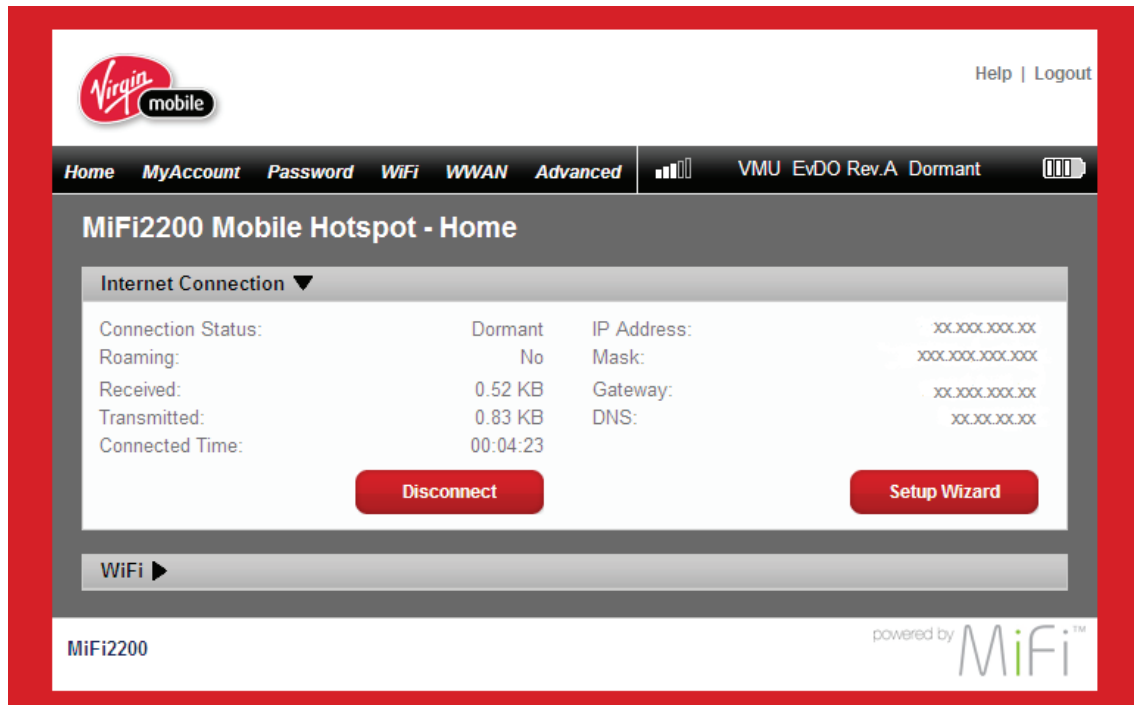 Virgin
mobile
Help | Logout
Home MyAccount Password WiFi WWAN Advanced VMU EvDO Rev.A Dormant
MiFi2200 Mobile Hotspot - Home
Internet Connection
Connection Status: Dormant IP Address: xx.xxx.xxx.xx
Roaming: No Mask: xxx.xxx.xxx.xxx
Received: 0.52 KB Gateway: xx.xxx.xxx.xx
Transmitted: 0.83 KB DNS: xx.xx.xx.xx
Connected Time: 00:04:23
Disconnect Setup Wizard
WiFi
MiFi2200 powered by MiFi™